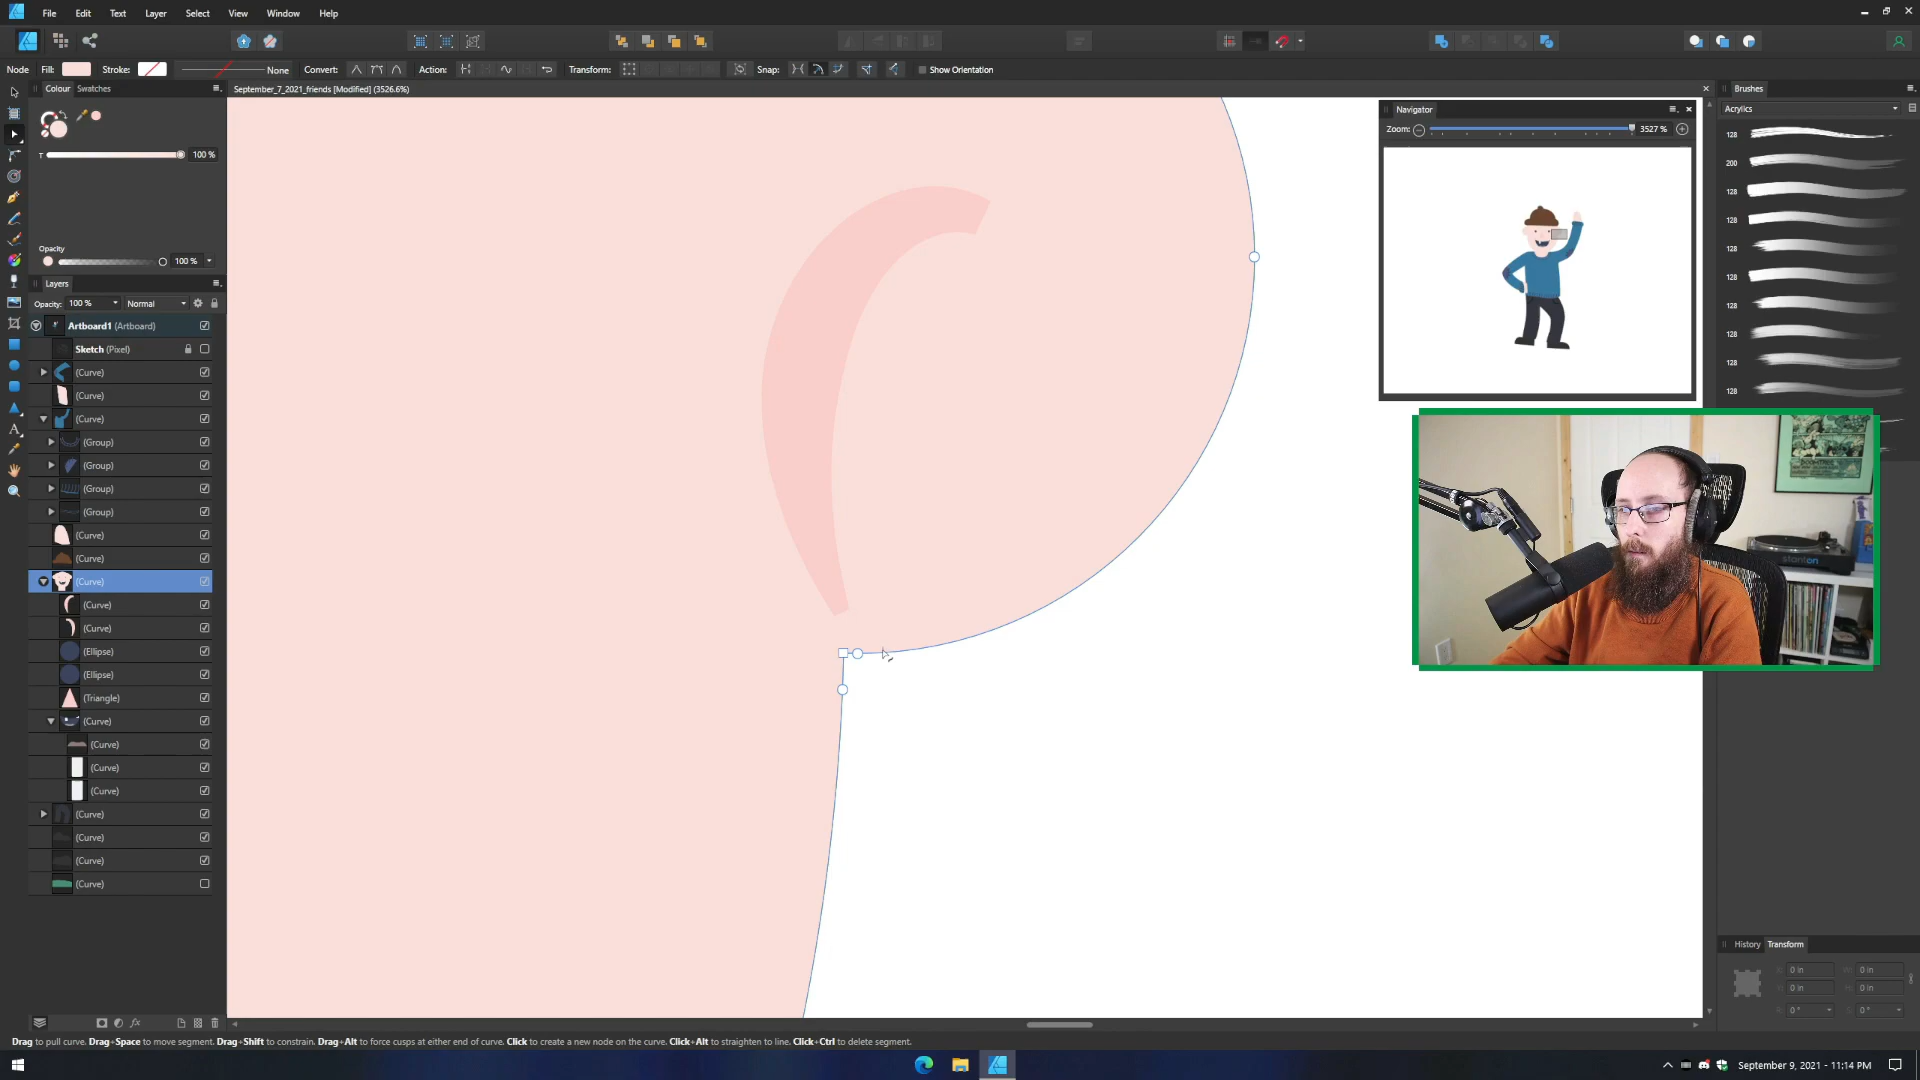 File Edit Text Layer Select View Window Help
Node Fill: Stroke: None Convert: Action: Transform: Snap: Show Orientation
Colour Swatches
September_7_2021_friends [Modified] (3526.6%)
T 100 %
Opacity
100 %
Layers
Opacity: 100 % Normal
Artboard1 (Artboard)
Sketch (Pixel)
(Curve)
(Curve)
(Curve)
(Group)
(Group)
(Group)
(Group)
(Curve)
(Curve)
(Curve)
(Curve)
(Curve)
(Ellipse)
(Ellipse)
(Triangle)
(Curve)
(Curve)
(Curve)
(Curve)
(Curve)
(Curve)
(Curve)
(Curve)
Navigator
Zoom: 3527 %
Brushes
Acrylics
128
200
128
128
128
128
128
128
128
128
stanton
History Transform
0 in 0 in
0 in 0 in
0 ° 0 °
Drag to pull curve. Drag+Space to move segment. Drag+Shift to constrain. Drag+Alt to force cusps at either end of curve. Click to create a new node on the curve. Click+Alt to straighten to line. Click+Ctrl to delete segment.
September 9, 2021 - 11:14 PM